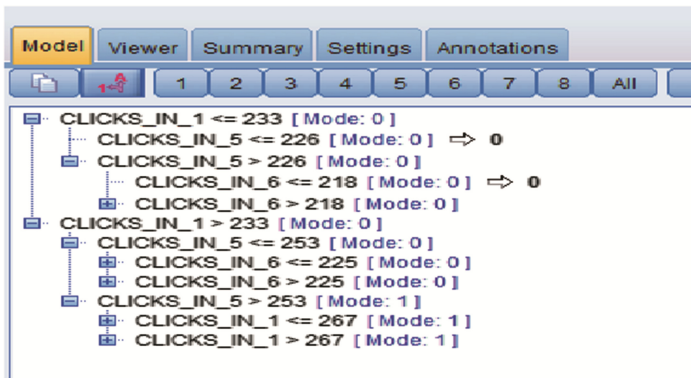 Model Viewer Summary Settings Annotations
1 2 3 4 5 6 7 8 All
CLICKS_IN_1 <= 233 [Mode: 0]
CLICKS_IN_5 <= 226 [Mode: 0] ⇨ 0
CLICKS_IN_5 > 226 [Mode: 0]
CLICKS_IN_6 <= 218 [Mode: 0] ⇨ 0
CLICKS_IN_6 > 218 [Mode: 0]
CLICKS_IN_1 > 233 [Mode: 0]
CLICKS_IN_5 <= 253 [Mode: 0]
CLICKS_IN_6 <= 225 [Mode: 0]
CLICKS_IN_6 > 225 [Mode: 0]
CLICKS_IN_5 > 253 [Mode: 1]
CLICKS_IN_1 <= 267 [Mode: 1]
CLICKS_IN_1 > 267 [Mode: 1]